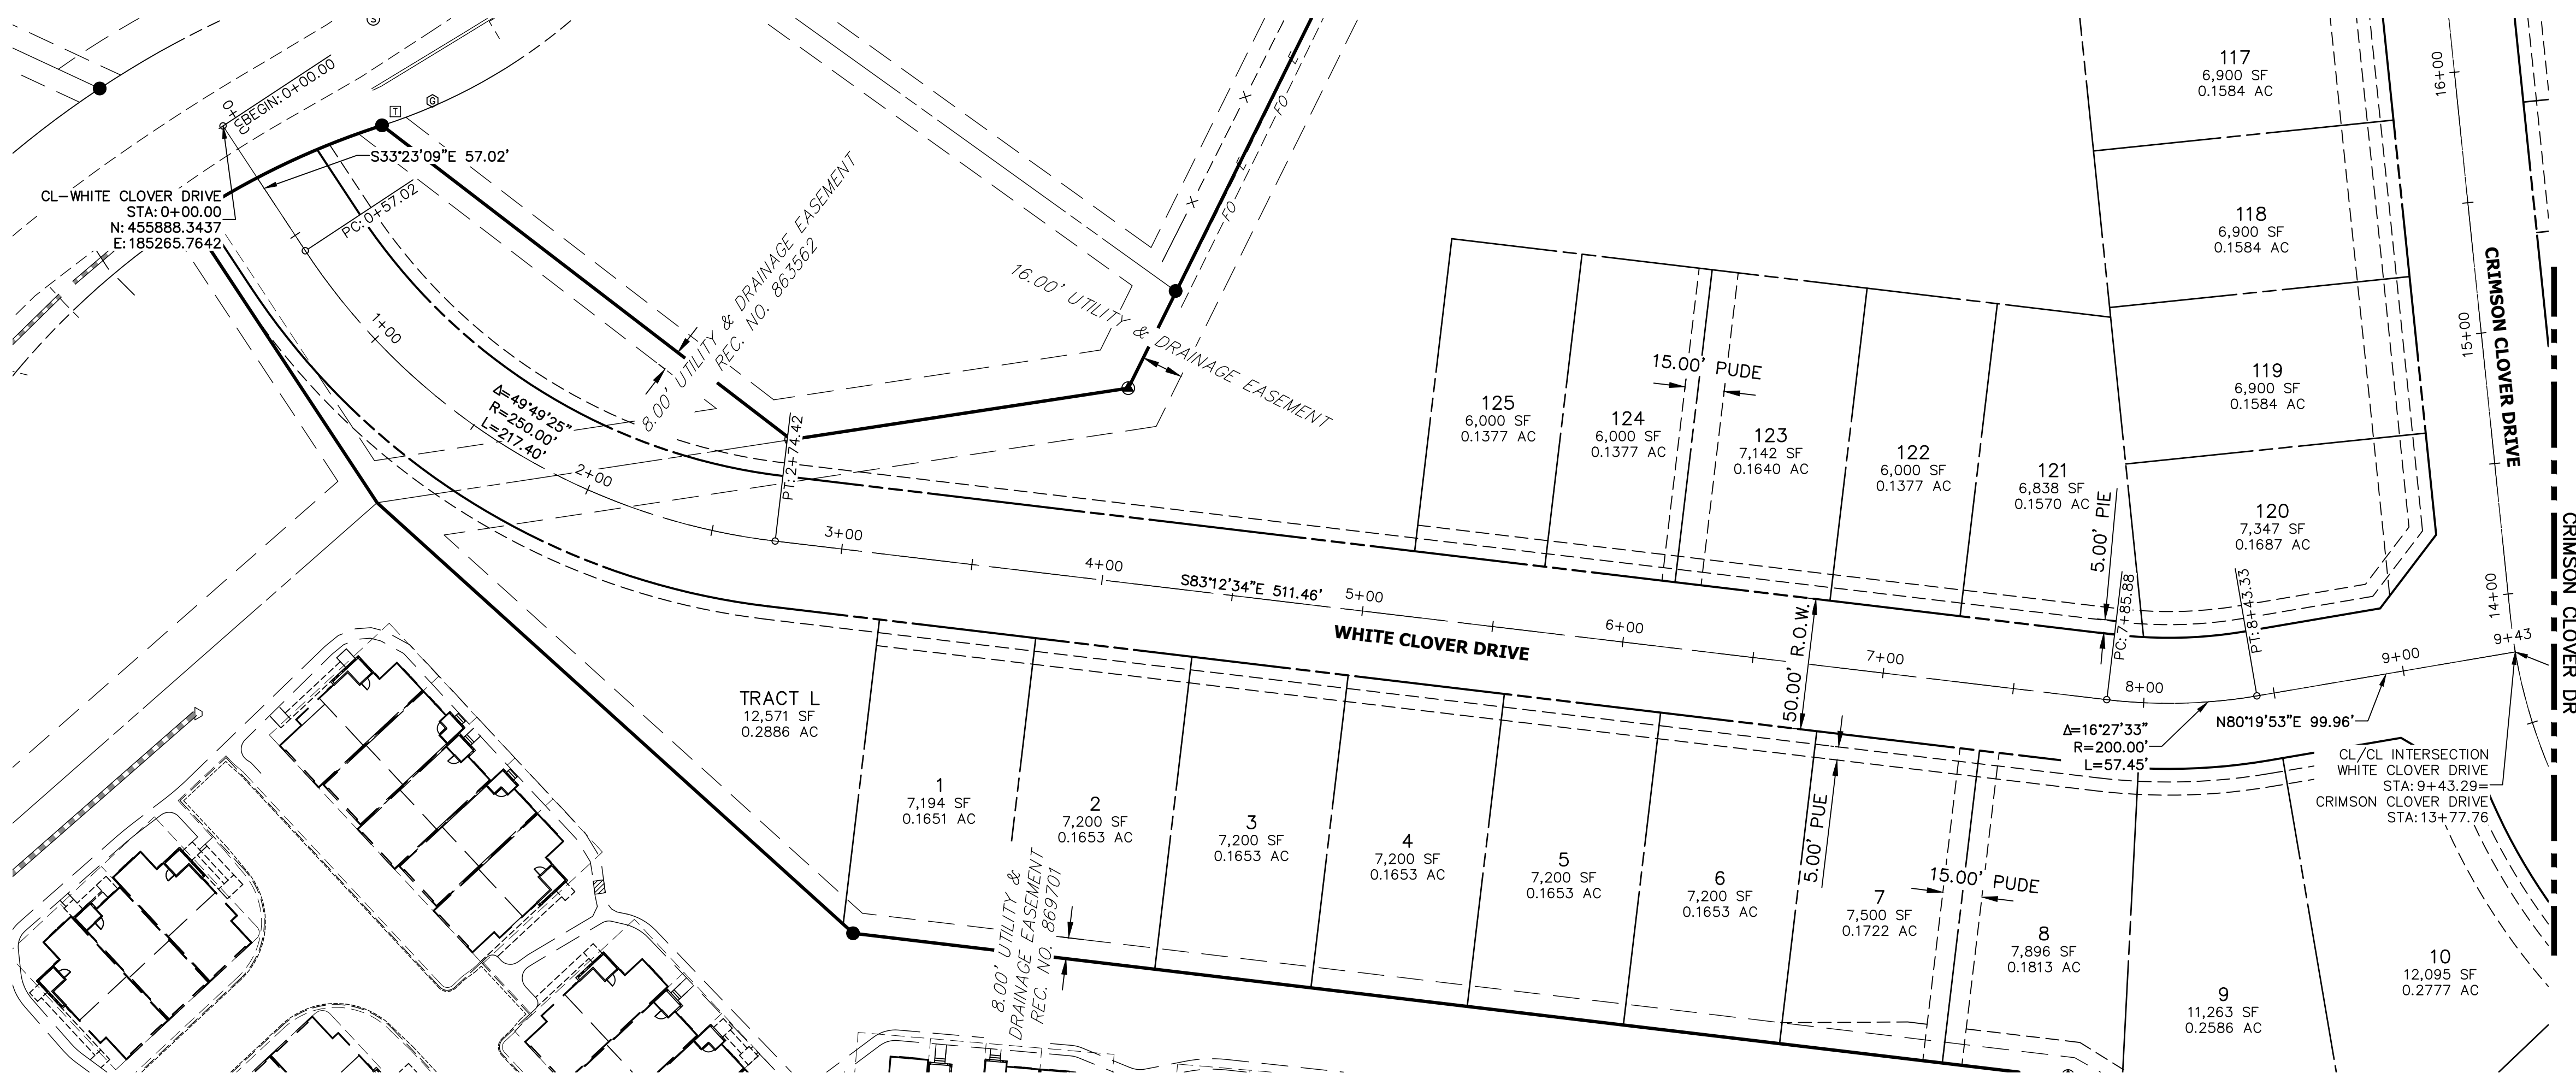 BEGIN: 0+00.00
S33°23'09"E 57.02'
CL-WHITE CLOVER DRIVE
STA: 0+00.00
N: 455888.3437
E: 185265.7642
PC: 0+57.02
1+00
Δ=49°49'25"
R=250.00'
L=217.40'
2+00
8.00' UTILITY & DRAINAGE EASEMENT
REC. NO. 863562
16.00' UTILITY & DRAINAGE EASEMENT
X
X
E
E
FO
FO
T
G
S
PT: 2+74.42
3+00
4+00
S83°12'34"E 511.46'
5+00
6+00
7+00
8+00
9+00
9+43
WHITE CLOVER DRIVE
50.00' R.O.W.
125
6,000 SF
0.1377 AC
124
6,000 SF
0.1377 AC
15.00' PUDE
123
7,142 SF
0.1640 AC
122
6,000 SF
0.1377 AC
121
6,838 SF
0.1570 AC
5.00' PIE
117
6,900 SF
0.1584 AC
118
6,900 SF
0.1584 AC
119
6,900 SF
0.1584 AC
120
7,347 SF
0.1687 AC
16+00
15+00
14+00
CRIMSON CLOVER DRIVE
CRIMSON CLOVER DR
PC: 7+85.88
PT: 8+43.33
N80°19'53"E 99.96'
Δ=16°27'33"
R=200.00'
L=57.45'
CL/CL INTERSECTION
WHITE CLOVER DRIVE
STA: 9+43.29=
CRIMSON CLOVER DRIVE
STA: 13+77.76
TRACT L
12,571 SF
0.2886 AC
1
7,194 SF
0.1651 AC
2
7,200 SF
0.1653 AC
3
7,200 SF
0.1653 AC
4
7,200 SF
0.1653 AC
5
7,200 SF
0.1653 AC
6
7,200 SF
0.1653 AC
5.00' PUE
7
7,500 SF
0.1722 AC
15.00' PUDE
8
7,896 SF
0.1813 AC
9
11,263 SF
0.2586 AC
10
12,095 SF
0.2777 AC
8.00' UTILITY &
DRAINAGE EASEMENT
REC. NO. 869701